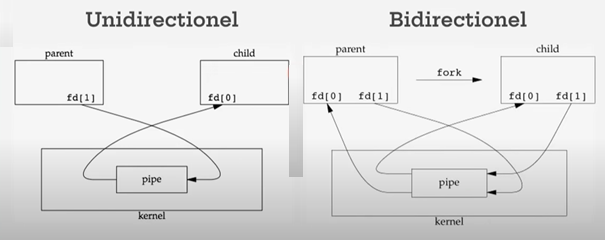 Unidirectionel
parent
child
fd[1]
fd[0]
pipe
kernel
Bidirectionel
parent
child
fork
fd[0] fd[1]
fd[0] fd[1]
pipe
kernel